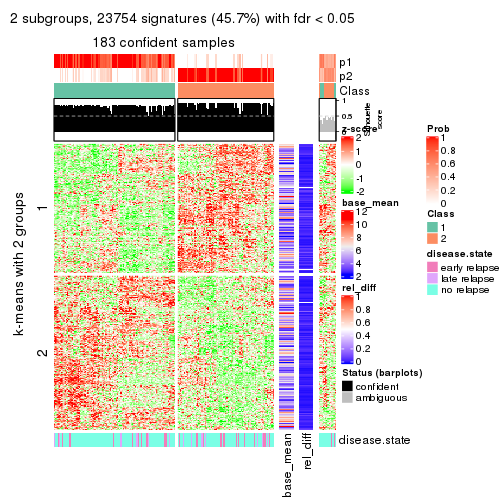 2 subgroups, 23754 signatures (45.7%) with fdr < 0.05
183 confident samples
p1
p2
Class
1
0.5
0
Silhouette
score
k-means with 2 groups
1
2
z-score
2
1
0
-1
-2
base_mean
12
10
8
6
4
2
rel_diff
1
0.8
0.6
0.4
0.2
0
Status (barplots)
confident
ambiguous
Prob
1
0.8
0.6
0.4
0.2
0
Class
1
2
disease.state
early relapse
late relapse
no relapse
disease.state
base_mean
rel_diff